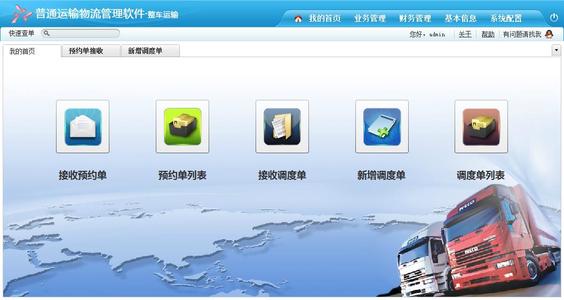 普通运输物流管理软件-整车运输
我的首页 业务管理 财务管理 基本信息 系统配置
快速查单
您好，admin 关于 帮助 有问题请找我
我的首页 预约单接收 新增调度单
接收预约单 预约单列表 接收调度单 新增调度单 调度单列表
IVECO